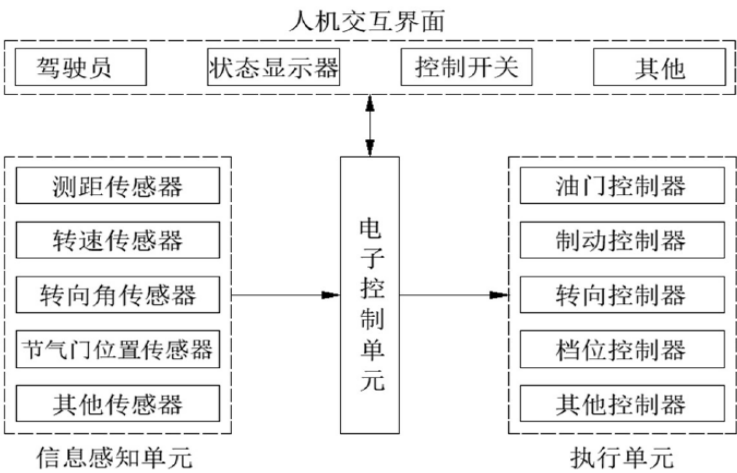 人机交互界面
驾驶员
状态显示器
控制开关
其他
测距传感器
转速传感器
转向角传感器
节气门位置传感器
其他传感器
信息感知单元
电子控制单元
油门控制器
制动控制器
转向控制器
档位控制器
其他控制器
执行单元